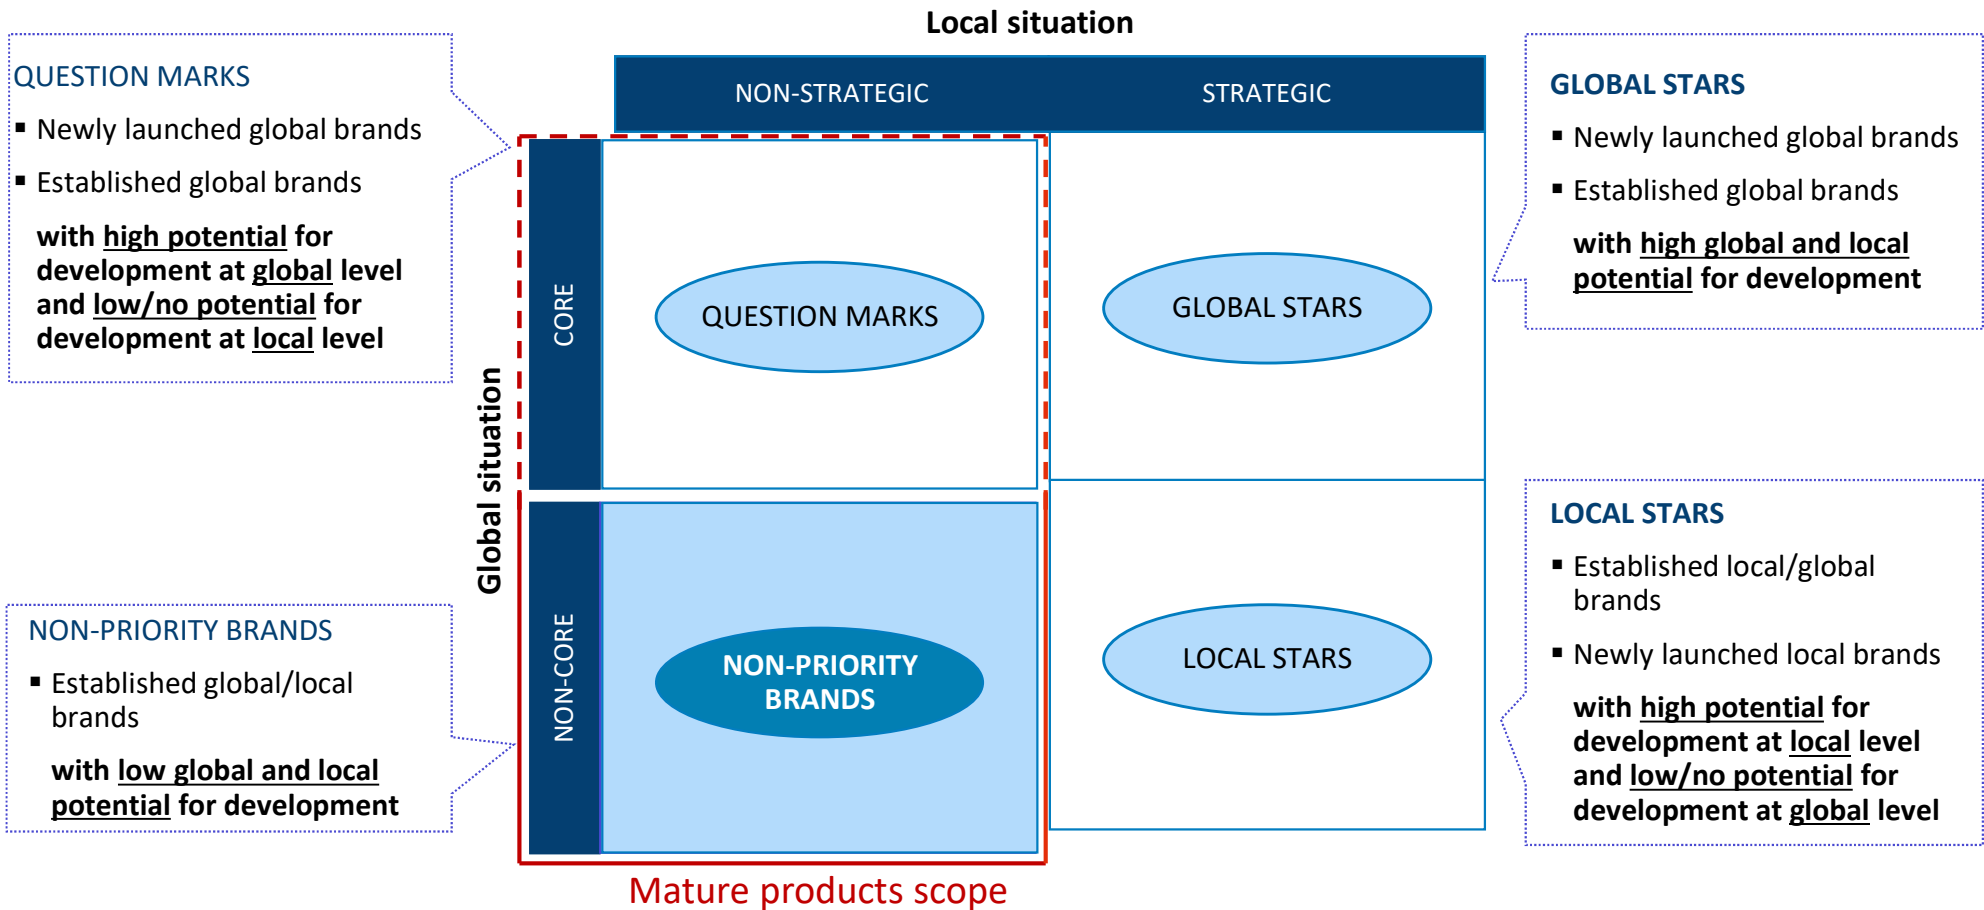 Local situation
QUESTION MARKS
▪ Newly launched global brands
▪ Established global brands
with high potential for
development at global level
and low/no potential for
development at local level
NON-STRATEGIC
STRATEGIC
GLOBAL STARS
▪ Newly launched global brands
▪ Established global brands
with high global and local
potential for development
Global situation
CORE
QUESTION MARKS
GLOBAL STARS
NON-PRIORITY BRANDS
▪ Established global/local
brands
with low global and local
potential for development
NON-CORE
NON-PRIORITY
BRANDS
LOCAL STARS
LOCAL STARS
▪ Established local/global
brands
▪ Newly launched local brands
with high potential for
development at local level
and low/no potential for
development at global level
Mature products scope